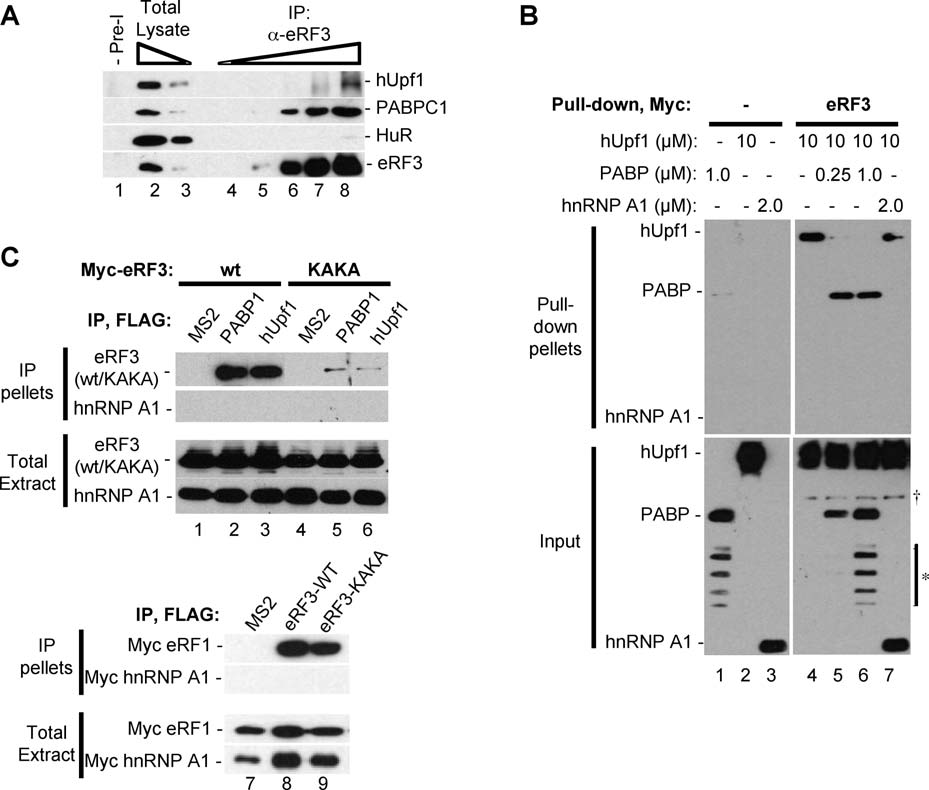 A
- Pre-I
Total
Lysate
IP:
α-eRF3
- hUpf1
- PABPC1
HuR
- eRF3
1 2 3 4 5 6 7 8
B
Pull-down, Myc: - eRF3
hUpf1 (µM): - 10 - 10 10 10 10
PABP (µM): 1.0 - - - 0.25 1.0 -
hnRNP A1 (µM): - - 2.0 - - - 2.0
Pull-
down
pellets
hUpf1 -
PABP -
hnRNP A1 -
Input
hUpf1 -
†
PABP -
*
hnRNP A1 -
1 2 3 4 5 6 7
C
Myc-eRF3: wt KAKA
IP, FLAG: MS2 PABP1 hUpf1 MS2 PABP1 hUpf1
IP
pellets
eRF3
(wt/KAKA) -
hnRNP A1 -
Total
Extract
eRF3
(wt/KAKA) -
hnRNP A1 -
1 2 3 4 5 6
IP, FLAG: MS2 eRF3-WT eRF3-KAKA
IP
pellets
Myc eRF1 -
Myc hnRNP A1 -
Total
Extract
Myc eRF1 -
Myc hnRNP A1 -
7 8 9